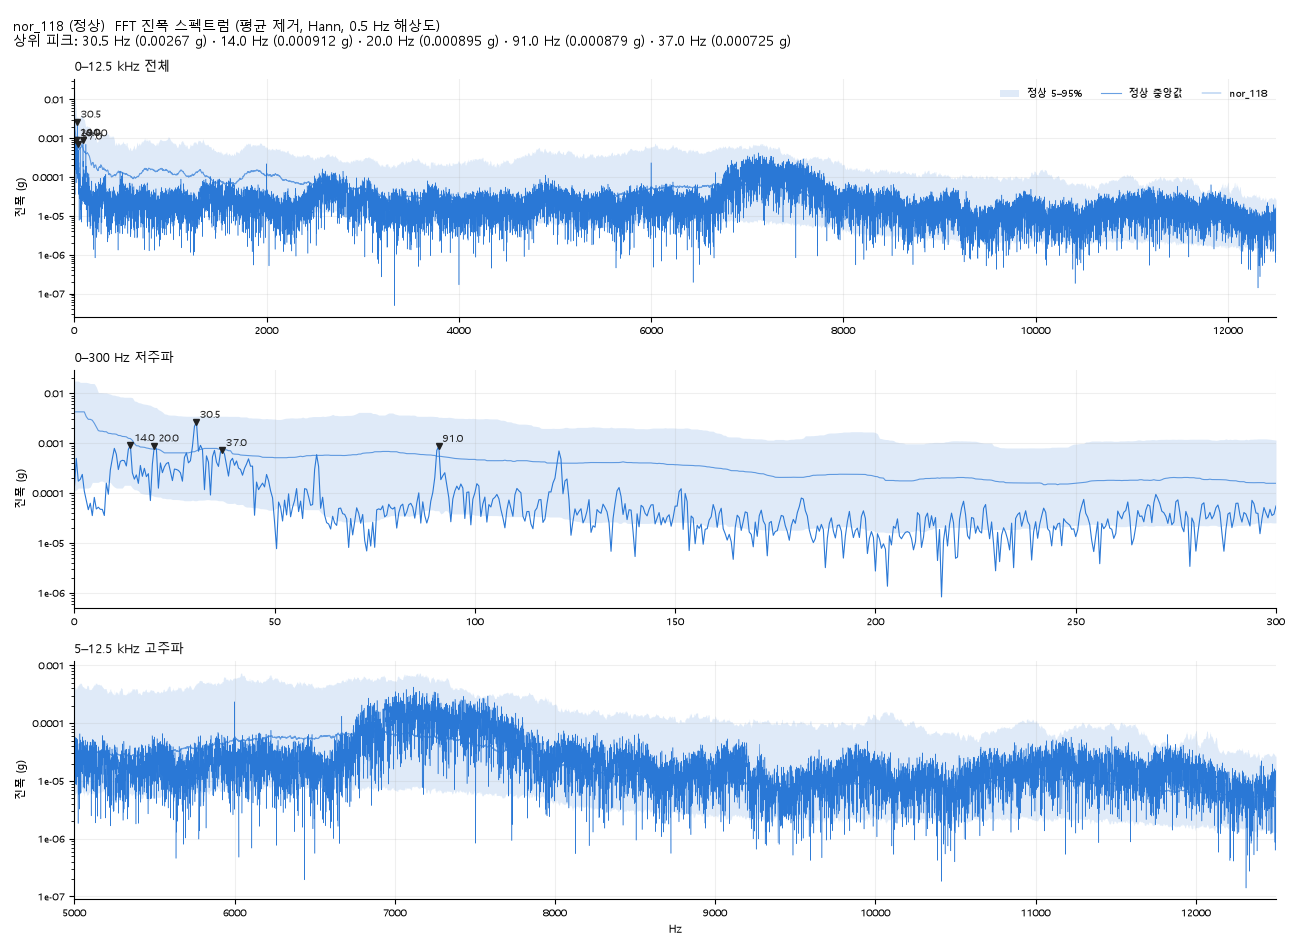 nor_118 (정상)  FFT 진폭 스펙트럼 (평균 제거, Hann, 0.5 Hz 해상도)
상위 피크: 30.5 Hz (0.00267 g) · 14.0 Hz (0.000912 g) · 20.0 Hz (0.000895 g) · 91.0 Hz (0.000879 g) · 37.0 Hz (0.000725 g)
0–12.5 kHz 전체
정상 5–95% 정상 중앙값 nor_118
30.5
진폭 (g)
0.01
0.001
0.0001
1e-05
1e-06
1e-07
0 2000 4000 6000 8000 10000 12000
0–300 Hz 저주파
30.5
14.0 20.0 37.0 91.0
진폭 (g)
0.01
0.001
0.0001
1e-05
1e-06
0 50 100 150 200 250 300
5–12.5 kHz 고주파
진폭 (g)
0.001
0.0001
1e-05
1e-06
1e-07
5000 6000 7000 8000 9000 10000 11000 12000
Hz